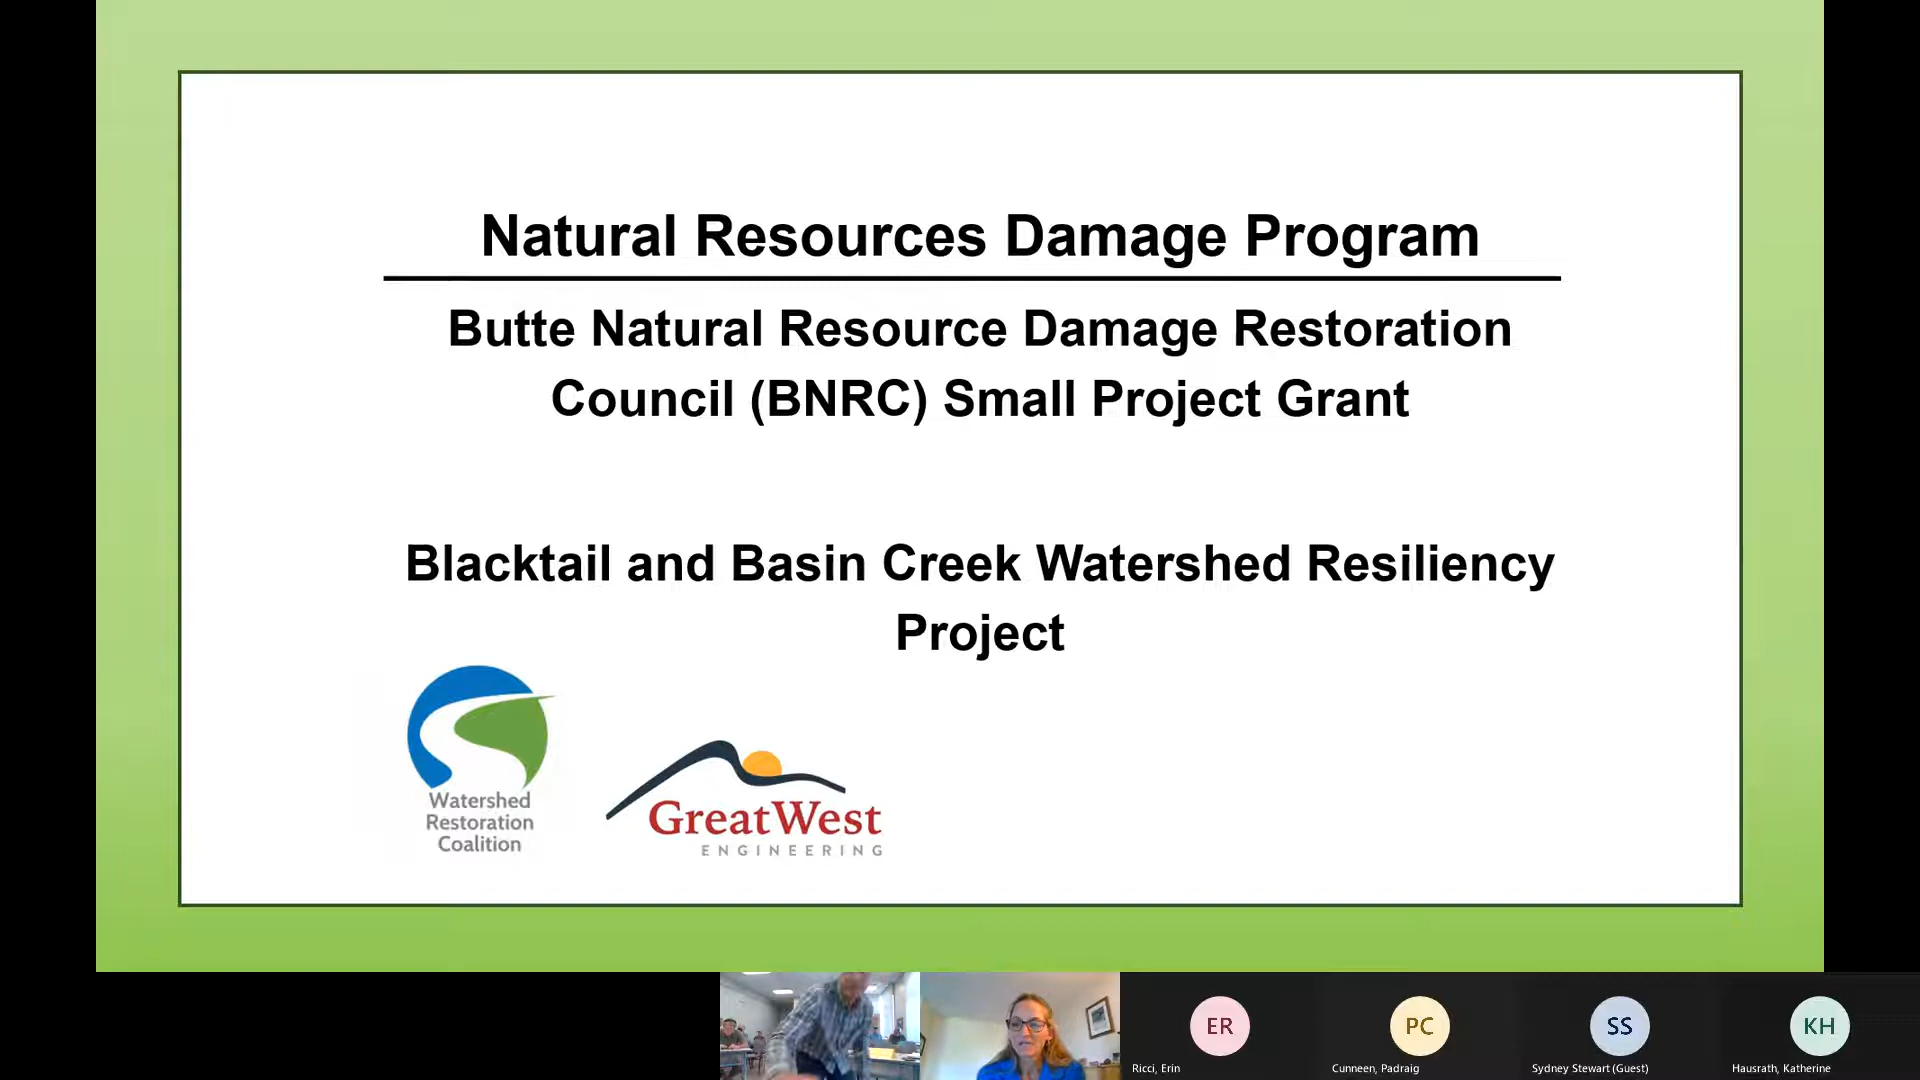 Natural Resources Damage Program
Butte Natural Resource Damage Restoration
Council (BNRC) Small Project Grant
Blacktail and Basin Creek Watershed Resiliency
Project
Watershed
Restoration
Coalition
GreatWest
ENGINEERING
ER
PC
SS
KH
Ricci, Erin
Cunneen, Padraig
Sydney Stewart (Guest)
Hausrath, Katherine